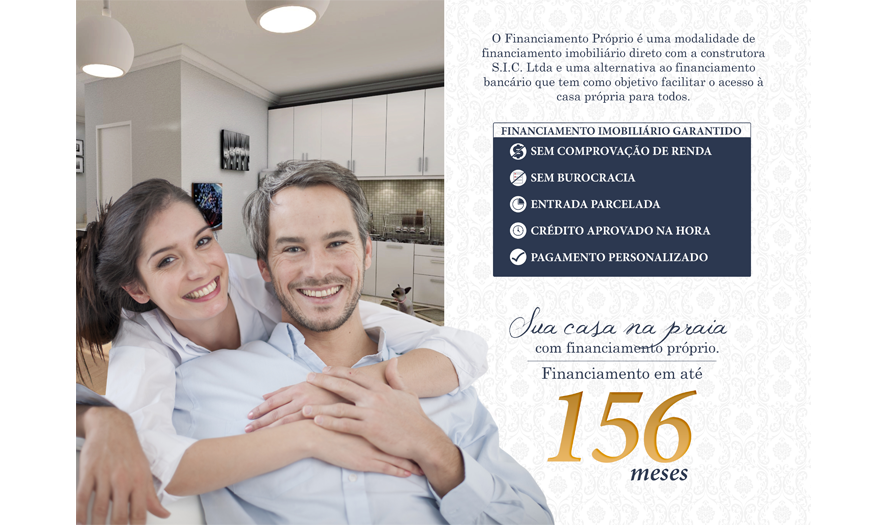 O Financiamento Próprio é uma modalidade de
financiamento imobiliário direto com a construtora
S.I.C. Ltda e uma alternativa ao financiamento
bancário que tem como objetivo facilitar o acesso à
casa própria para todos.
FINANCIAMENTO IMOBILIÁRIO GARANTIDO
SEM COMPROVAÇÃO DE RENDA
SEM BUROCRACIA
ENTRADA PARCELADA
CRÉDITO APROVADO NA HORA
PAGAMENTO PERSONALIZADO
Sua casa na praia
com financiamento próprio.
Financiamento em até
156
meses